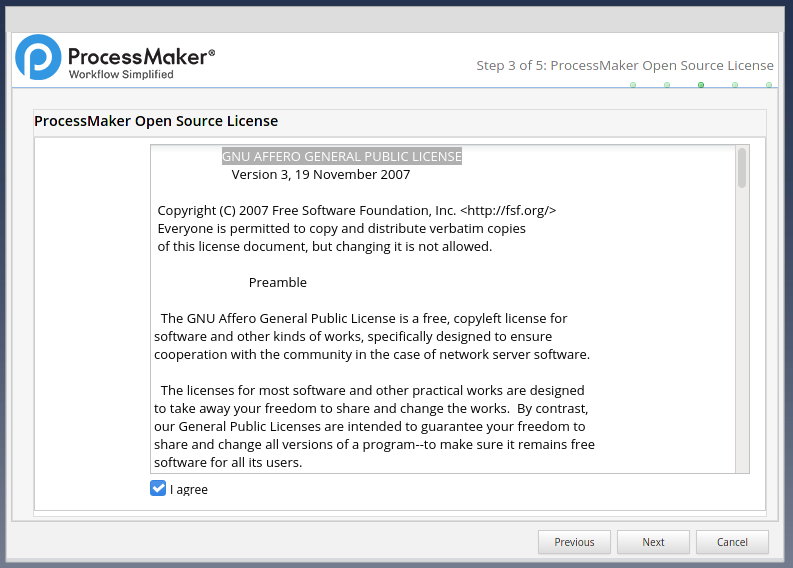 ProcessMaker®
Workflow Simplified
Step 3 of 5: ProcessMaker Open Source License
ProcessMaker Open Source License
GNU AFFERO GENERAL PUBLIC LICENSE
Version 3, 19 November 2007
Copyright (C) 2007 Free Software Foundation, Inc. <http://fsf.org/>
Everyone is permitted to copy and distribute verbatim copies
of this license document, but changing it is not allowed.
Preamble
The GNU Affero General Public License is a free, copyleft license for
software and other kinds of works, specifically designed to ensure
cooperation with the community in the case of network server software.
The licenses for most software and other practical works are designed
to take away your freedom to share and change the works.  By contrast,
our General Public Licenses are intended to guarantee your freedom to
share and change all versions of a program--to make sure it remains free
software for all its users.
I agree
Previous
Next
Cancel